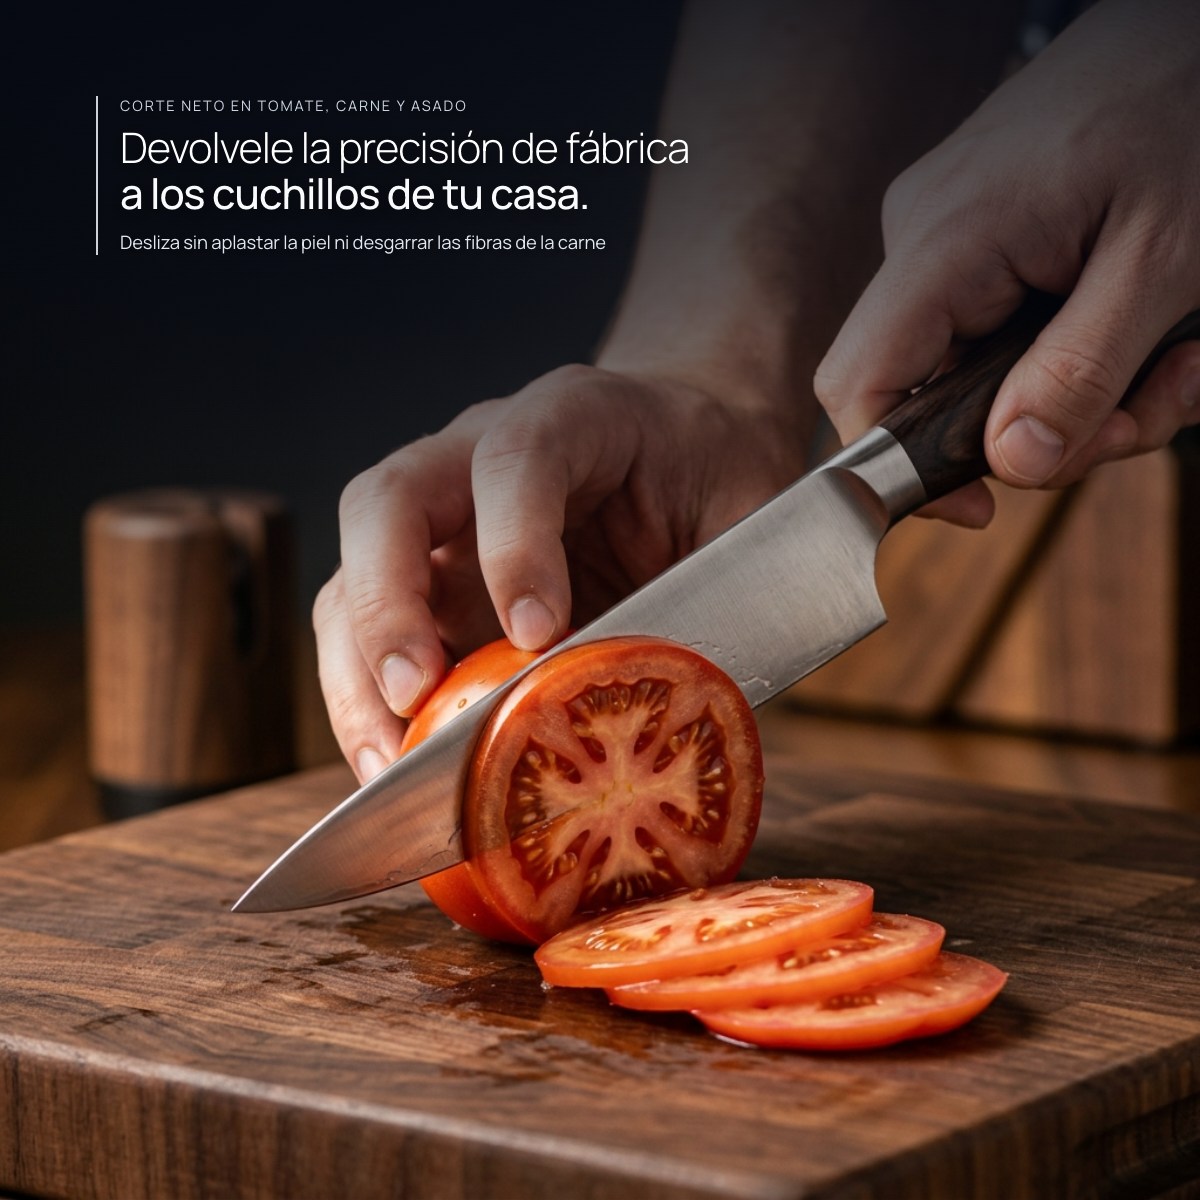 CORTE NETO EN TOMATE, CARNE Y ASADO
Devolvele la precisión de fábrica
a los cuchillos de tu casa.
Desliza sin aplastar la piel ni desgarrar las fibras de la carne